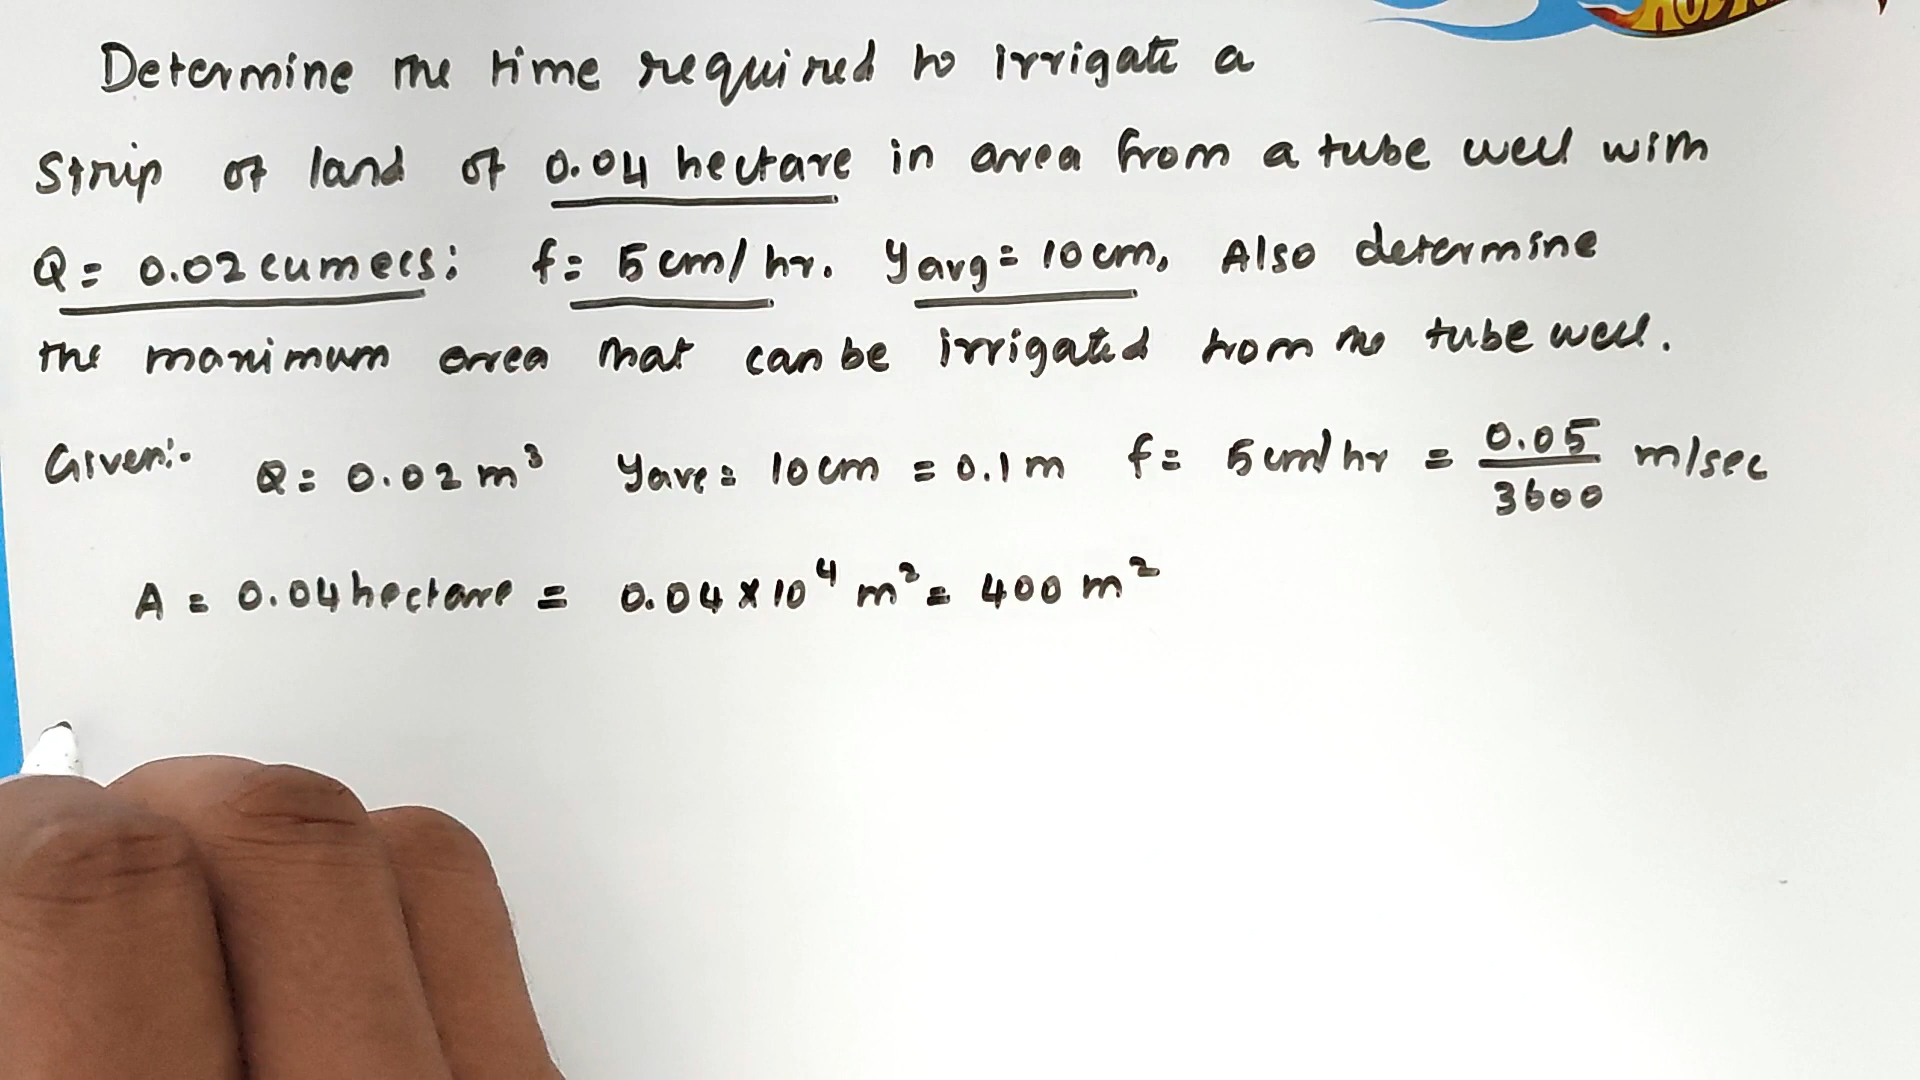 Determine the time required to irrigate a
strip of land of 0.04 hectare in area from a tube well with
Q = 0.02 cumecs; f = 5 cm/hr. yavg = 10 cm, Also determine
the maximum area that can be irrigated from the tube well.
Given:- Q = 0.02 m³ yave = 10 cm = 0.1 m f = 5 cm/hr = 0.05/3600 m/sec
A = 0.04 hectare = 0.04 × 10⁴ m² = 400 m²